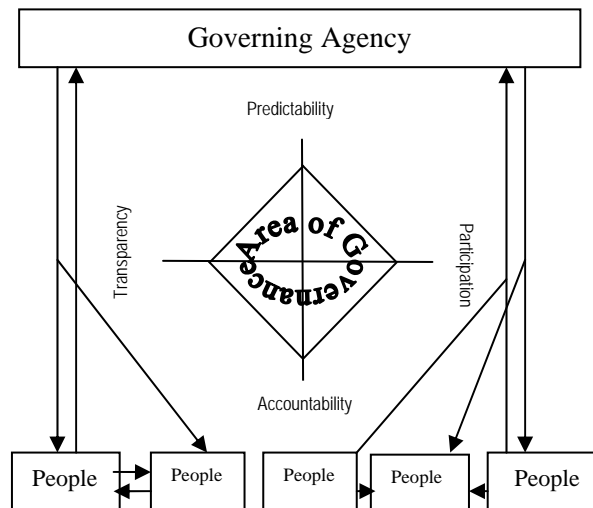 Governing Agency
Predictability
Transparency
Area of Governance
Participation
Accountability
People
People
People
People
People